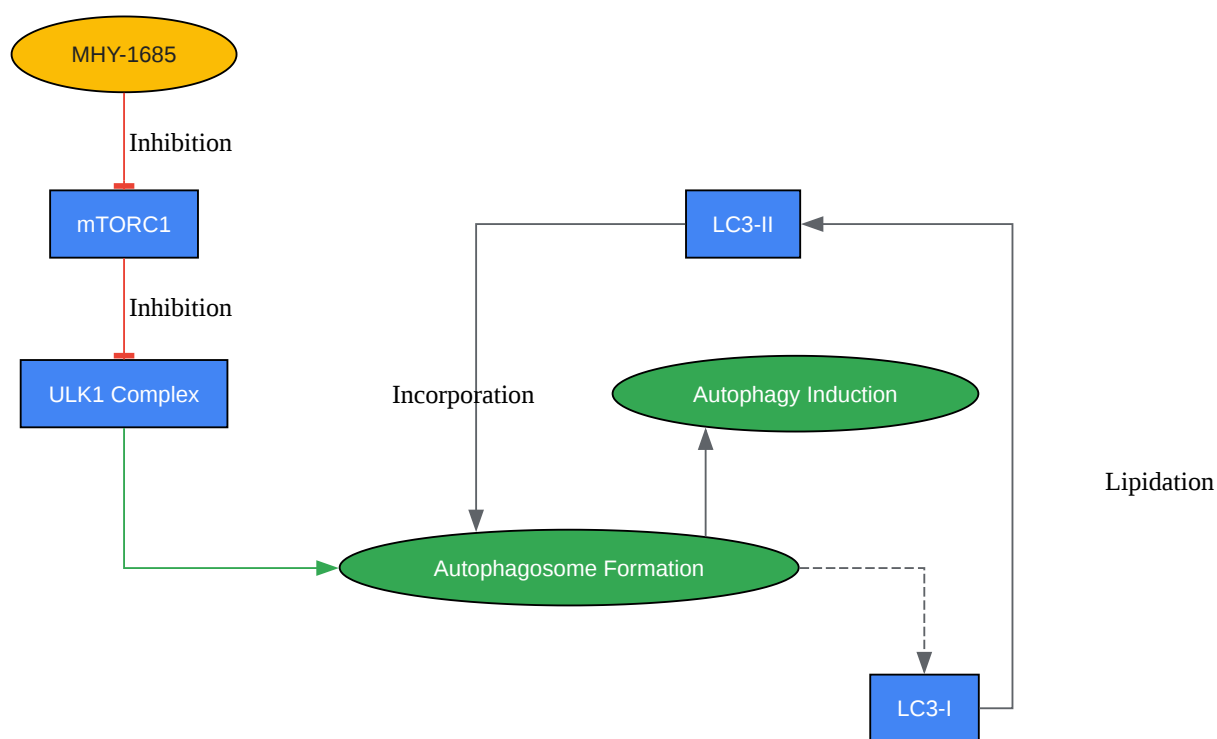 MHY-1685
Inhibition
mTORC1
LC3-II
Inhibition
ULK1 Complex
Incorporation
Autophagy Induction
Lipidation
Autophagosome Formation
LC3-I